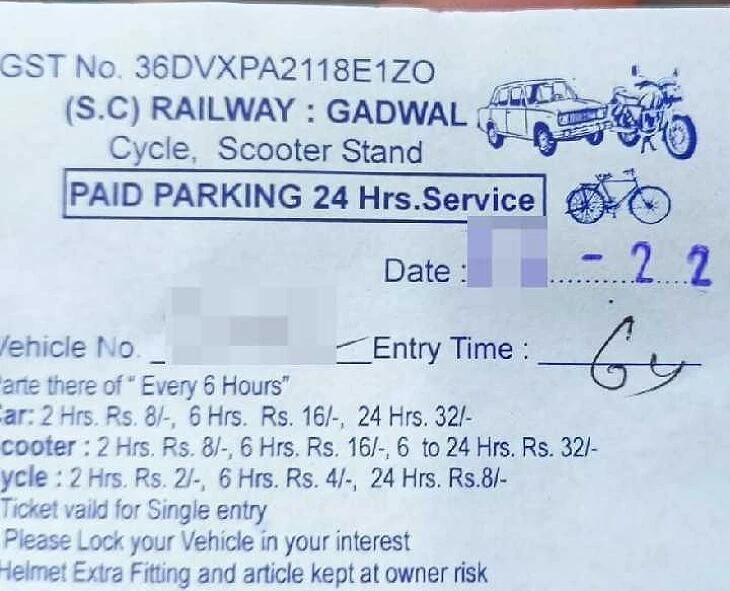 GST No. 36DVXPA2118E1ZO
(S.C) RAILWAY : GADWAL
Cycle, Scooter Stand
PAID PARKING 24 Hrs.Service
Date : - 22
Vehicle No. Entry Time :
arte there of " Every 6 Hours"
ar: 2 Hrs. Rs. 8/-, 6 Hrs. Rs. 16/-, 24 Hrs. 32/-
cooter : 2 Hrs. Rs. 8/-, 6 Hrs. Rs. 16/-, 6 to 24 Hrs. Rs. 32/-
ycle : 2 Hrs. Rs. 2/-, 6 Hrs. Rs. 4/-, 24 Hrs. Rs.8/-
Ticket vaild for Single entry
Please Lock your Vehicle in your interest
Helmet Extra Fitting and article kept at owner risk